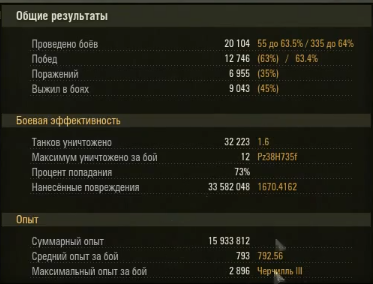 Общие результаты
Проведено боёв 20 104 55 до 63.5% / 335 до 64%
Побед 12 746 (63%) / 63.4%
Поражений 6 955 (35%)
Выжил в боях 9 043 (45%)
Боевая эффективность
Танков уничтожено 32 223 1.6
Максимум уничтожено за бой 12 Pz38H735f
Процент попадания 73%
Нанесённые повреждения 33 582 048 1670.4162
Опыт
Суммарный опыт 15 933 812
Средний опыт за бой 793 792.56
Максимальный опыт за бой 2 896 Черчилль III